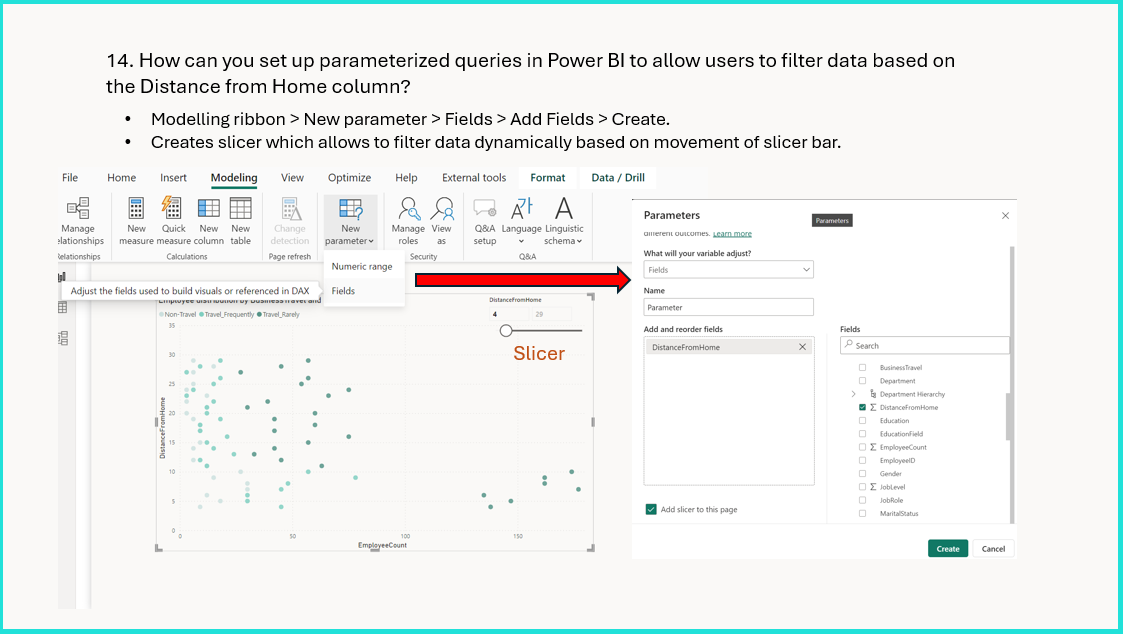 14. How can you set up parameterized queries in Power BI to allow users to filter data based on
the Distance from Home column?
• Modelling ribbon > New parameter > Fields > Add Fields > Create.
• Creates slicer which allows to filter data dynamically based on movement of slicer bar.
File Home Insert Modeling View Optimize Help External tools Format Data / Drill
Manage New Quick New New Change New Manage View Q&A Language Linguistic
elationships measure measure column table detection parameter roles as setup schema
elationships Calculations Page refresh Security Q&A
Numeric range
Adjust the fields used to build visuals or referenced in DAX
Fields
Employee distribution by BusinessTravel and
Non-Travel Travel_Frequently Travel_Rarely
DistanceFromHome
4 29
Slicer
35
30
25
20
15
10
5
0
DistanceFromHome
0 50 100 150
EmployeeCount
Parameters
Parameters
different outcomes. Learn more
What will your variable adjust?
Fields
Name
Parameter
Add and reorder fields
DistanceFromHome
Fields
Search
BusinessTravel
Department
Department Hierarchy
DistanceFromHome
Education
EducationField
EmployeeCount
EmployeeID
Gender
JobLevel
JobRole
MaritalStatus
Add slicer to this page
Create Cancel